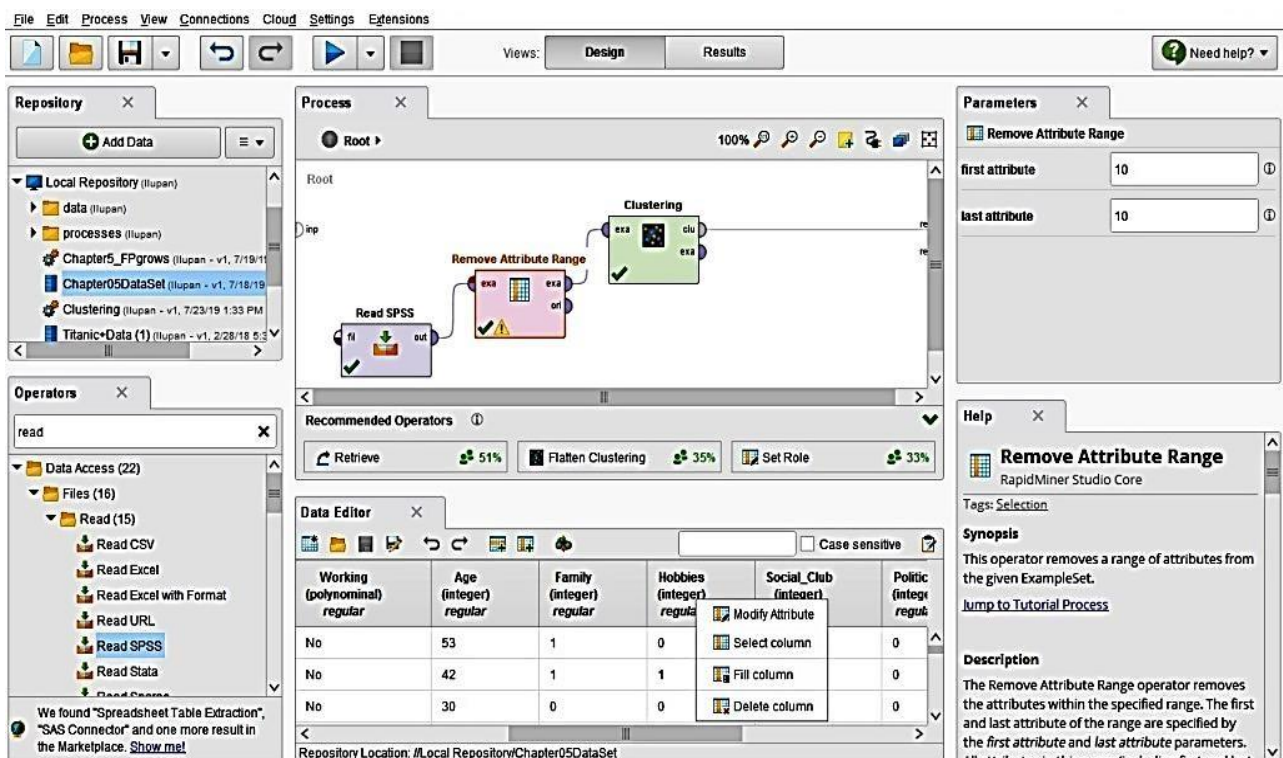 File Edit Process View Connections Cloud Settings Extensions
Views: Design Results
Need help?
Repository
Add Data
Local Repository (llupan)
data (llupan)
processes (llupan)
Chapter5_FPgrows (llupan - v1, 7/19/1
Chapter05DataSet (llupan - v1, 7/18/19
Clustering (llupan - v1, 7/23/19 1:33 PM
Titanic+Data (1) (llupan - v1, 2/28/18 5:3
Operators
read
Data Access (22)
Files (16)
Read (15)
Read CSV
Read Excel
Read Excel with Format
Read URL
Read SPSS
Read Stata
We found "Spreadsheet Table Extraction",
"SAS Connector" and one more result in
the Marketplace. Show me!
Process
Root
100%
Root
inp
Read SPSS
fil out
Remove Attribute Range
exa exa
ori
Clustering
exa clu
exa
re
re
Recommended Operators
Retrieve 51%
Flatten Clustering 35%
Set Role 33%
Data Editor
Case sensitive
Working Age Family Hobbies Social_Club Politic
(polynominal) (integer) (integer) (integer) (integer) (intege
regular regular regular regula regula
No 53 1 0 0
No 42 1 1 0
No 30 0 0 0
Modify Attribute
Select column
Fill column
Delete column
Repository Location: //Local Repository/Chapter05DataSet
Parameters
Remove Attribute Range
first attribute 10
last attribute 10
Help
Remove Attribute Range
RapidMiner Studio Core
Tags: Selection
Synopsis
This operator removes a range of attributes from
the given ExampleSet.
Jump to Tutorial Process
Description
The Remove Attribute Range operator removes
the attributes within the specified range. The first
and last attribute of the range are specified by
the first attribute and last attribute parameters.